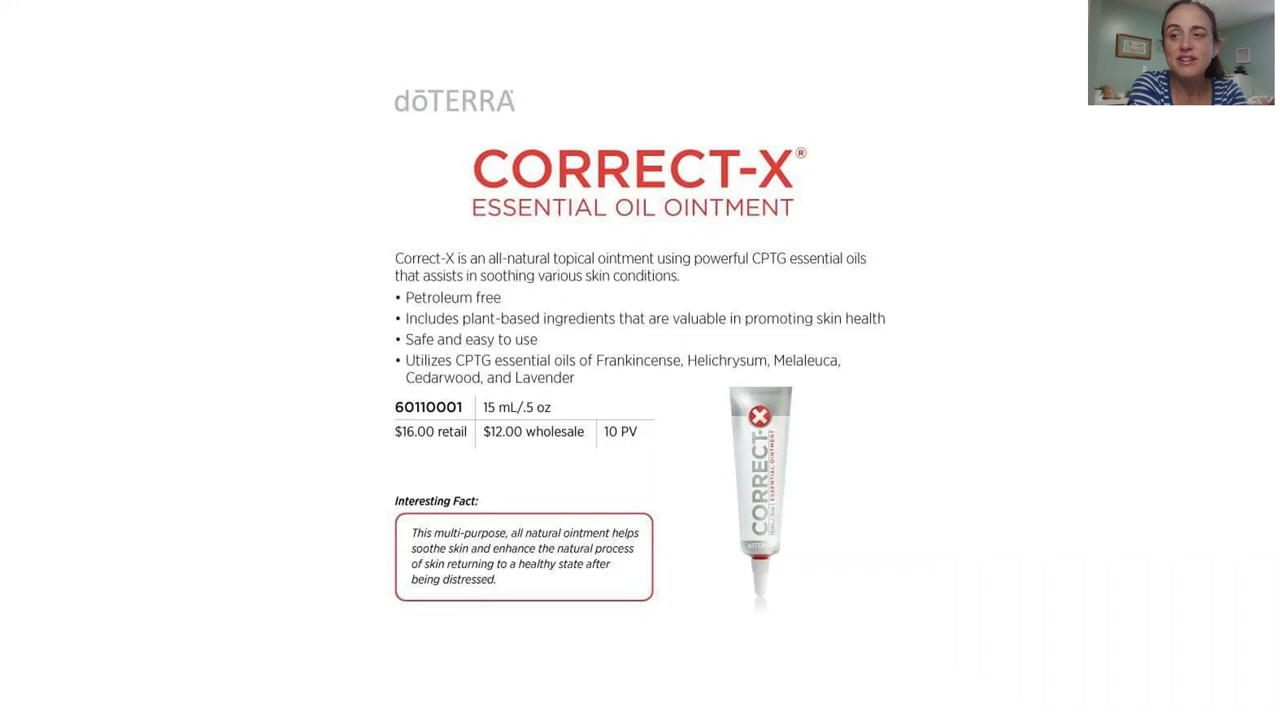 dōTERRA
CORRECT-X®
ESSENTIAL OIL OINTMENT
Correct-X is an all-natural topical ointment using powerful CPTG essential oils
that assists in soothing various skin conditions.
• Petroleum free
• Includes plant-based ingredients that are valuable in promoting skin health
• Safe and easy to use
• Utilizes CPTG essential oils of Frankincense, Helichrysum, Melaleuca,
Cedarwood, and Lavender
60110001 15 mL/.5 oz
$16.00 retail $12.00 wholesale 10 PV
Interesting Fact:
This multi-purpose, all natural ointment helps
soothe skin and enhance the natural process
of skin returning to a healthy state after
being distressed.
CORRECT-X
ESSENTIAL OINTMENT
15mL / .5oz
dōTERRA